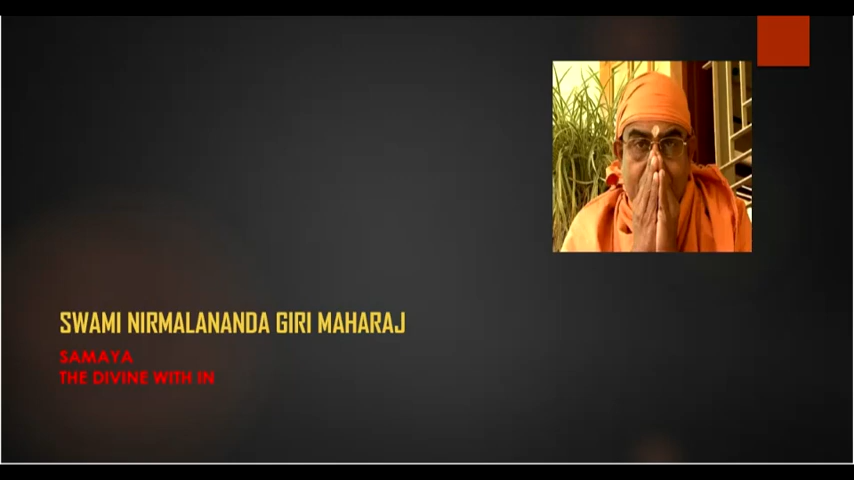 SWAMI NIRMALANANDA GIRI MAHARAJ
SAMAYA
THE DIVINE WITH IN